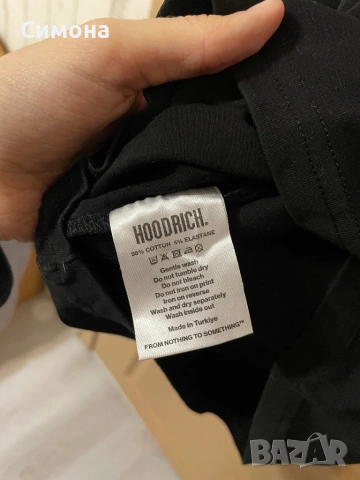 Симона
HOODRICH.
95% COTTON 5% ELASTANE
Gentle wash
Do not tumble dry
Do not bleach
Do not iron on print
Iron on reverse
Wash and dry separately
Wash inside out
Made in Turkiye
FROM NOTHING TO SOMETHING™
BAZAR